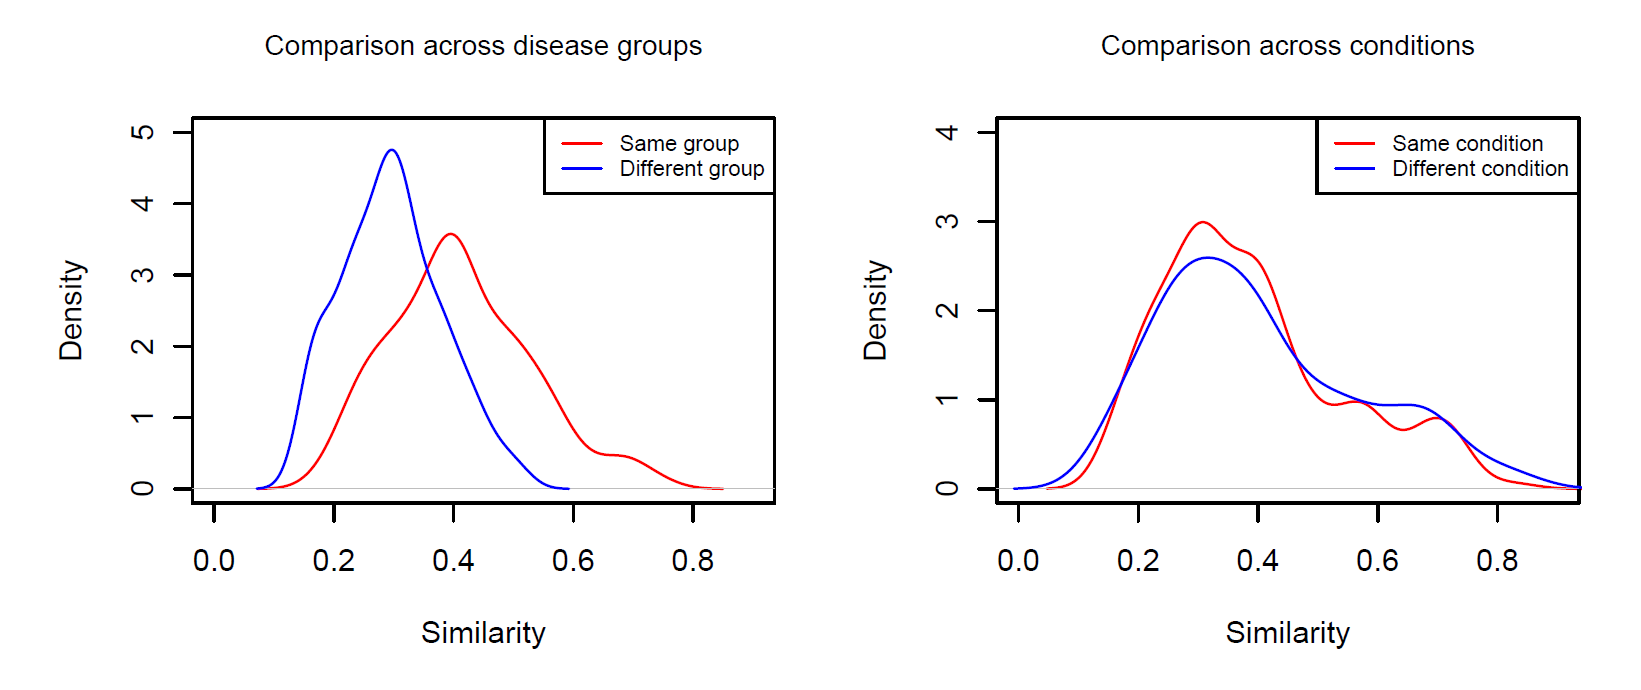 Comparison across disease groups
Same group
Different group
Density
0
1
2
3
4
5
0.0 0.2 0.4 0.6 0.8
Similarity
Comparison across conditions
Same condition
Different condition
Density
0
1
2
3
4
0.0 0.2 0.4 0.6 0.8
Similarity